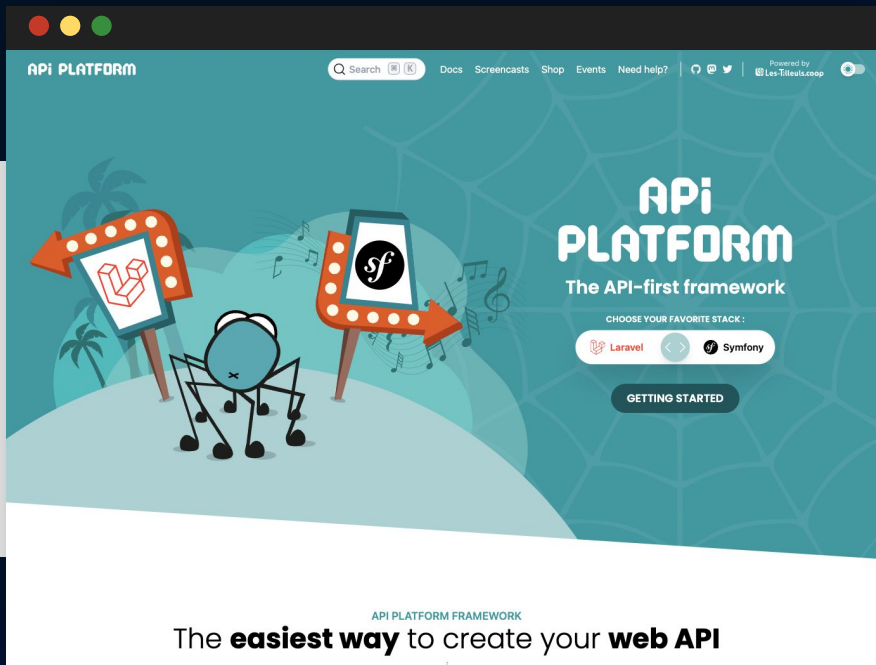 APi PLATFORM
Search ⌘ K
Docs Screencasts Shop Events Need help?
Powered by
Les-Tilleuls.coop
sf
APi
PLATFORM
The API-first framework
CHOOSE YOUR FAVORITE STACK :
Laravel < > sf Symfony
GETTING STARTED
API PLATFORM FRAMEWORK
The easiest way to create your web API